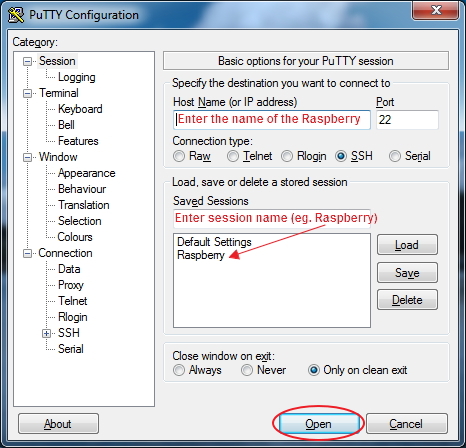 PuTTY Configuration
Category:
Session
Logging
Terminal
Keyboard
Bell
Features
Window
Appearance
Behaviour
Translation
Selection
Colours
Connection
Data
Proxy
Telnet
Rlogin
SSH
Serial
Basic options for your PuTTY session
Specify the destination you want to connect to
Host Name (or IP address) Port
Enter the name of the Raspberry 22
Connection type:
Raw Telnet Rlogin SSH Serial
Load, save or delete a stored session
Saved Sessions
Enter session name (eg. Raspberry)
Default Settings
Raspberry
Load
Save
Delete
Close window on exit:
Always Never Only on clean exit
About Open Cancel